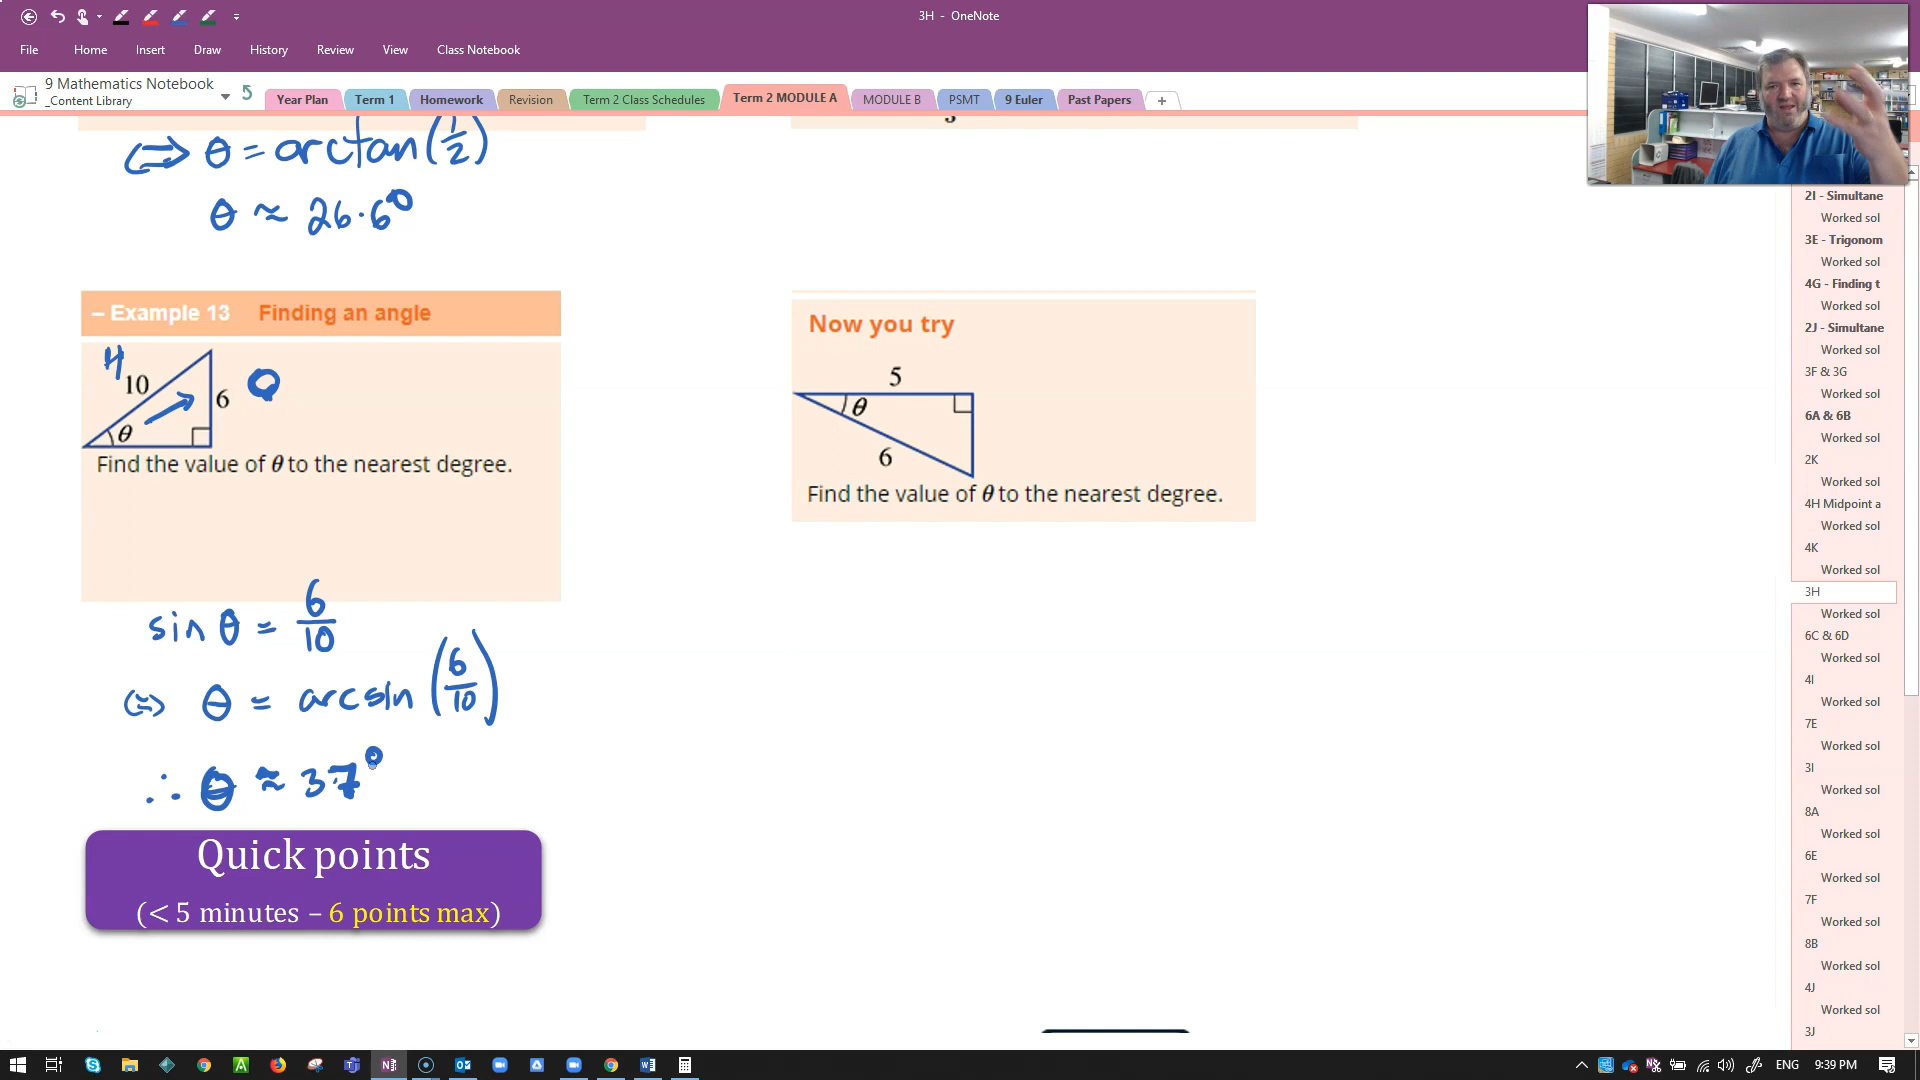 3H - OneNote
File Home Insert Draw History Review View Class Notebook
9 Mathematics Notebook
_Content Library
Year Plan Term 1 Homework Revision Term 2 Class Schedules Term 2 MODULE A MODULE B PSMT 9 Euler Past Papers +
⇔ θ = arctan(1/2)
θ ≈ 26.6°
– Example 13 Finding an angle
H
10
6
O
θ
Find the value of θ to the nearest degree.
sin θ = 6/10
⇔ θ = arcsin (6/10)
∴ θ ≈ 37°
Quick points
(< 5 minutes – 6 points max)
Now you try
5
θ
6
Find the value of θ to the nearest degree.
2I - Simultane
Worked sol
3E - Trigonom
Worked sol
4G - Finding t
Worked sol
2J - Simultane
Worked sol
3F & 3G
Worked sol
6A & 6B
Worked sol
2K
Worked sol
4H Midpoint a
Worked sol
4K
Worked sol
3H
Worked sol
6C & 6D
Worked sol
4I
Worked sol
7E
Worked sol
3I
Worked sol
8A
Worked sol
6E
Worked sol
7F
Worked sol
8B
Worked sol
4J
Worked sol
3J
ENG 9:39 PM